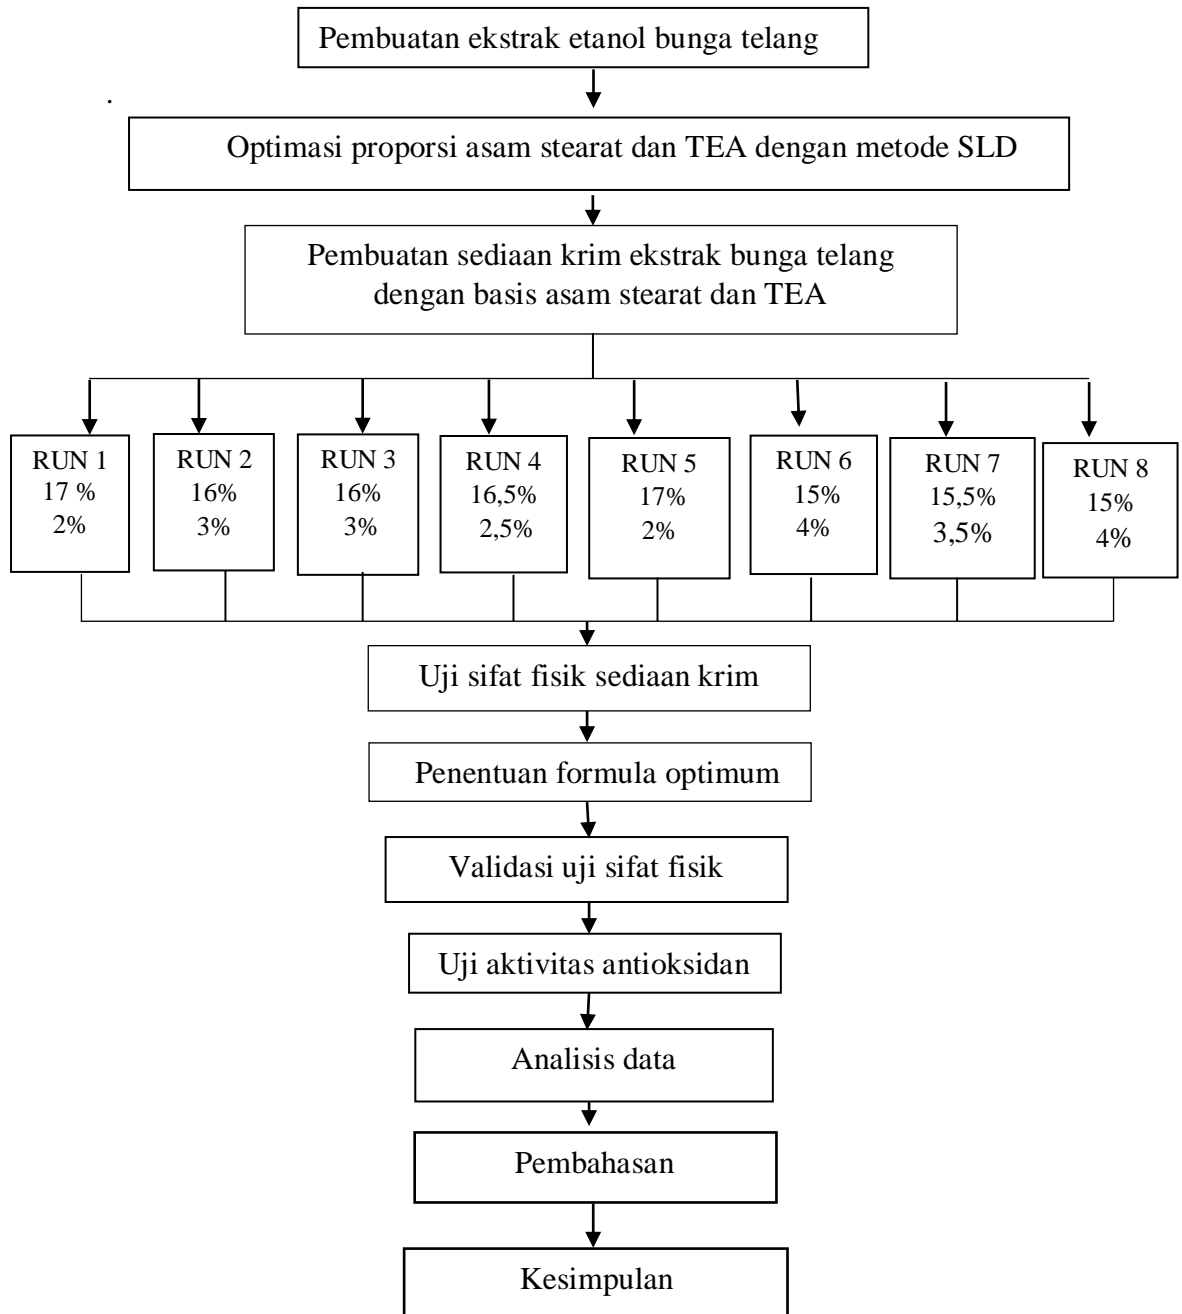 Pembuatan ekstrak etanol bunga telang
.
Optimasi proporsi asam stearat dan TEA dengan metode SLD
Pembuatan sediaan krim ekstrak bunga telang
dengan basis asam stearat dan TEA
RUN 1
17 %
2%
RUN 2
16%
3%
RUN 3
16%
3%
RUN 4
16,5%
2,5%
RUN 5
17%
2%
RUN 6
15%
4%
RUN 7
15,5%
3,5%
RUN 8
15%
4%
Uji sifat fisik sediaan krim
Penentuan formula optimum
Validasi uji sifat fisik
Uji aktivitas antioksidan
Analisis data
Pembahasan
Kesimpulan